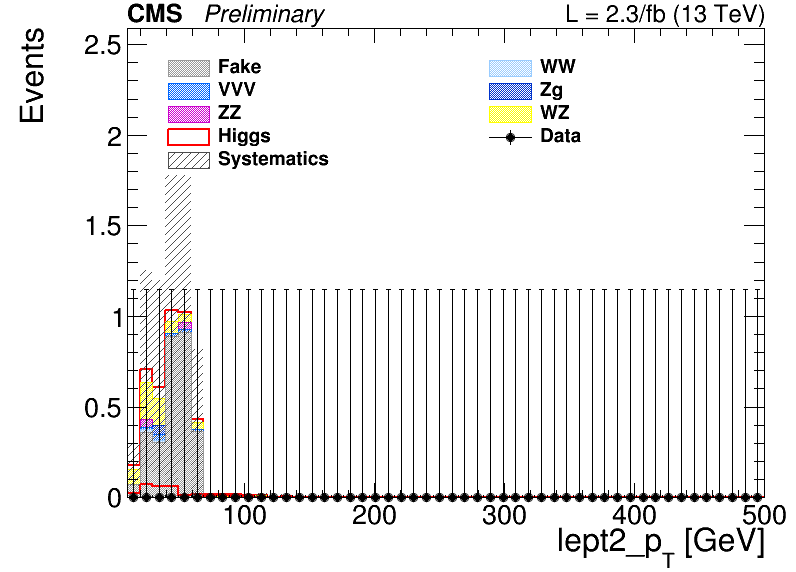 CMS Preliminary L = 2.3/fb (13 TeV)
Events
2.5
2
1.5
1
0.5
0
Fake
VVV
ZZ
Higgs
Systematics
WW
Zg
WZ
Data
100 200 300 400 500
lept2_p_T [GeV]